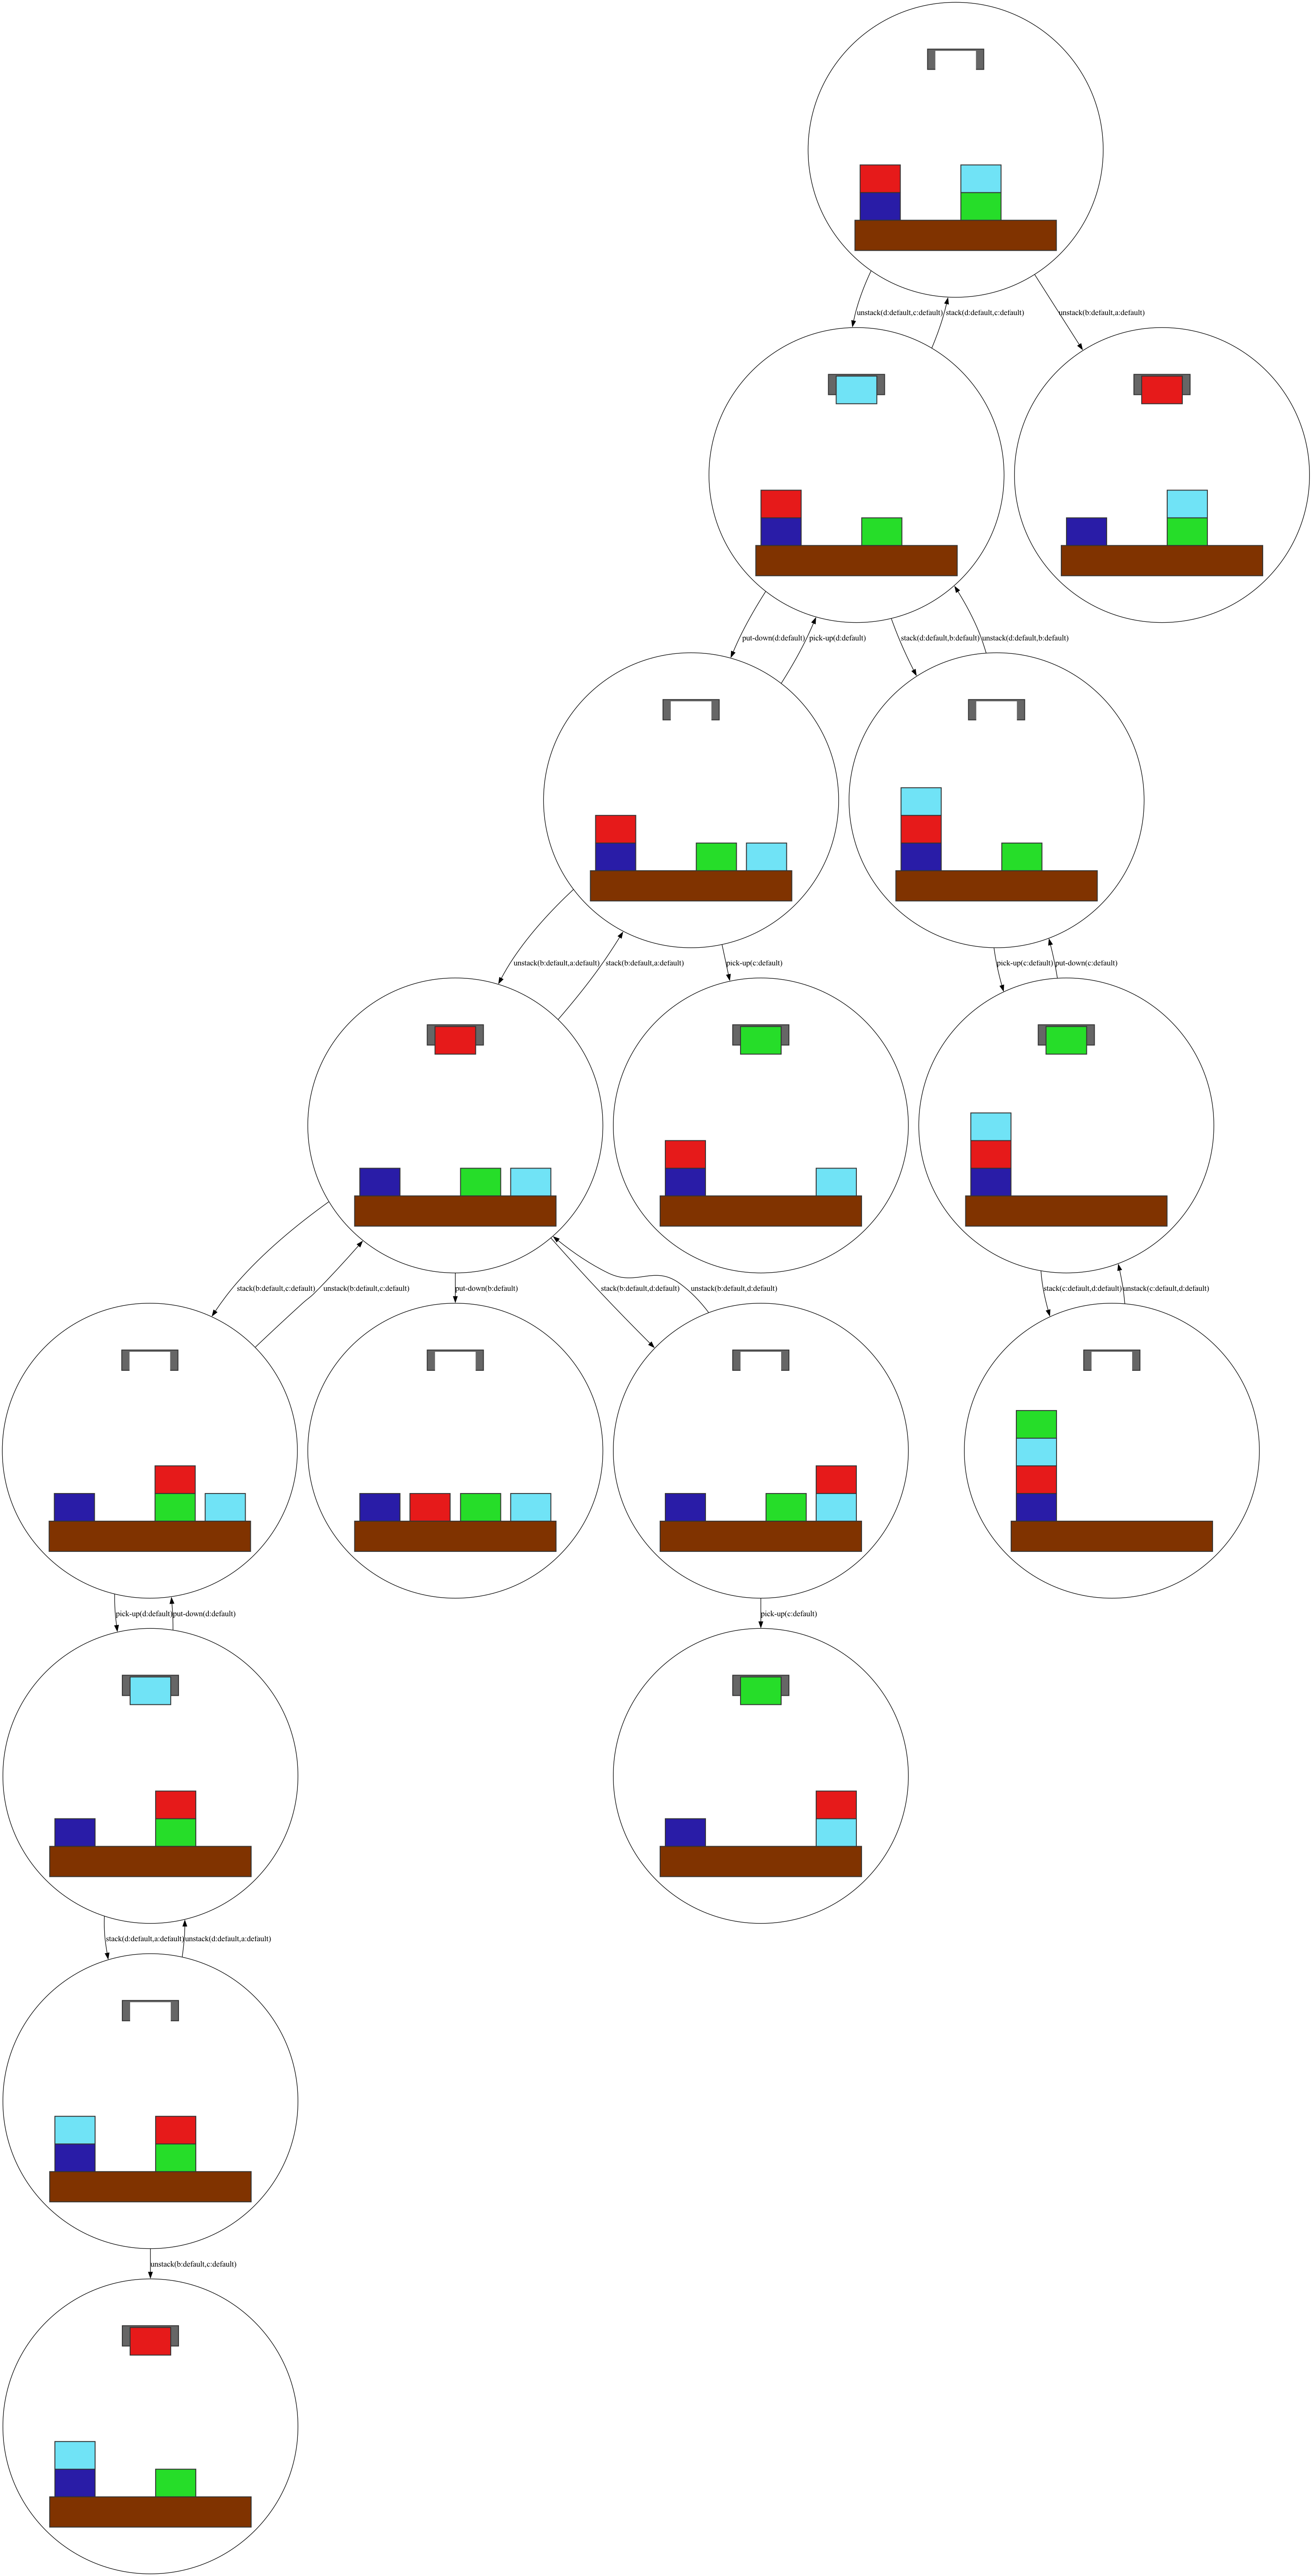 unstack(d:default,c:default)
stack(d:default,c:default)
unstack(b:default,a:default)
put-down(d:default)
pick-up(d:default)
stack(d:default,b:default)
unstack(d:default,b:default)
unstack(b:default,a:default)
stack(b:default,a:default)
pick-up(c:default)
pick-up(c:default)
put-down(c:default)
stack(b:default,c:default)
unstack(b:default,c:default)
put-down(b:default)
stack(b:default,d:default)
unstack(b:default,d:default)
stack(c:default,d:default)
unstack(c:default,d:default)
pick-up(d:default)
put-down(d:default)
pick-up(c:default)
stack(d:default,a:default)
unstack(d:default,a:default)
unstack(b:default,c:default)